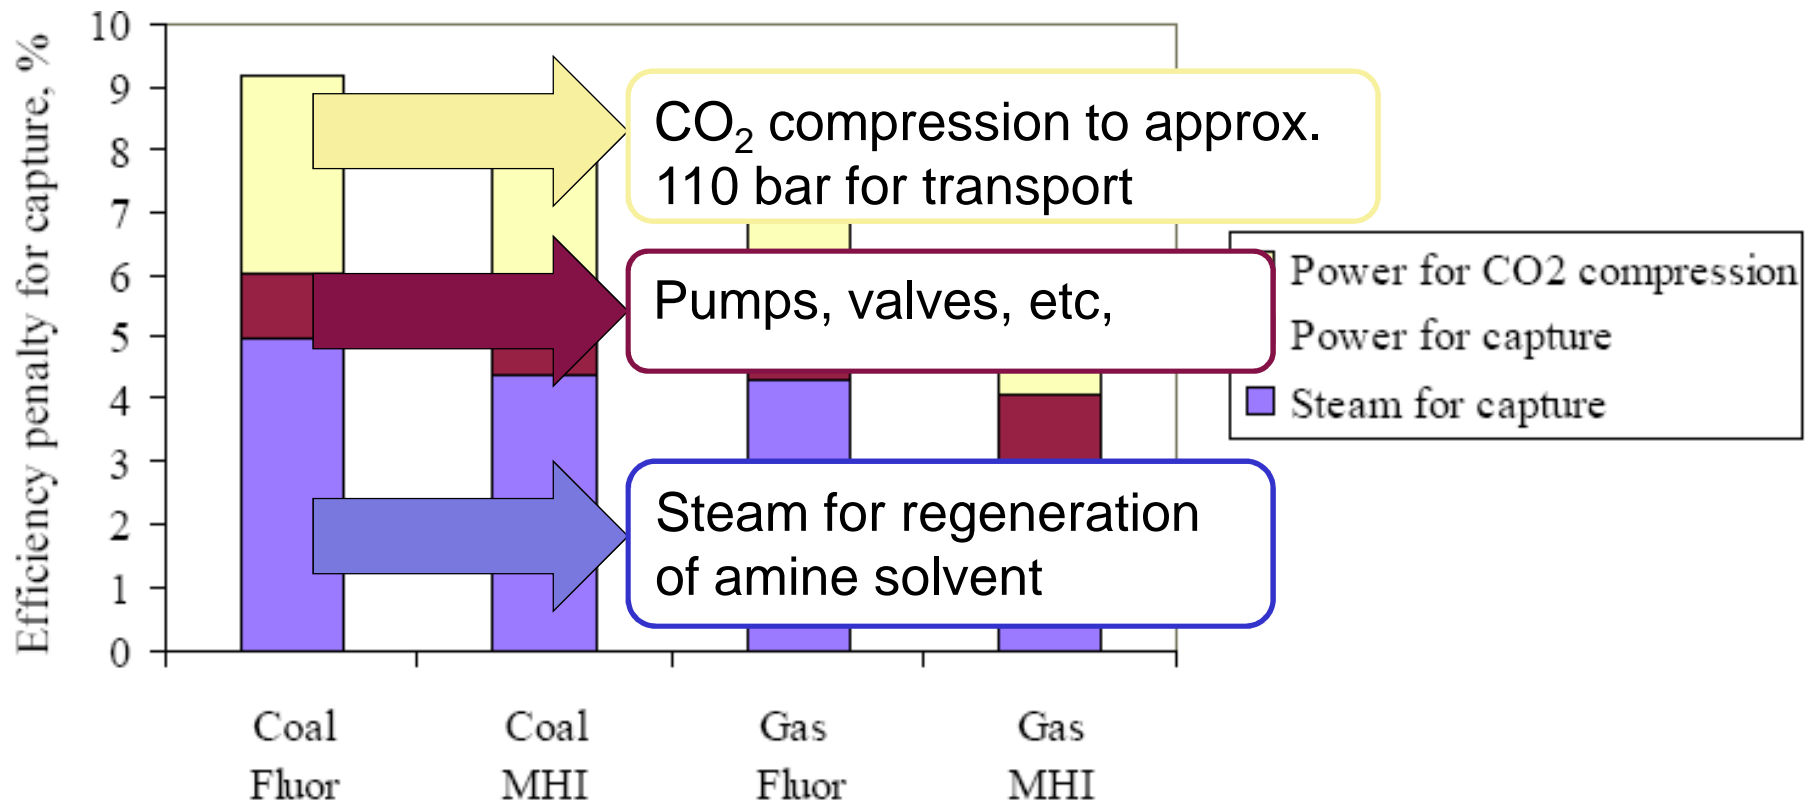 Efficiency penalty for capture, %
10
9
8
7
6
5
4
3
2
1
0
CO2 compression to approx.
110 bar for transport
Pumps, valves, etc,
Steam for regeneration
of amine solvent
Power for CO2 compression
Power for capture
Steam for capture
Coal Coal Gas Gas
Fluor MHI Fluor MHI